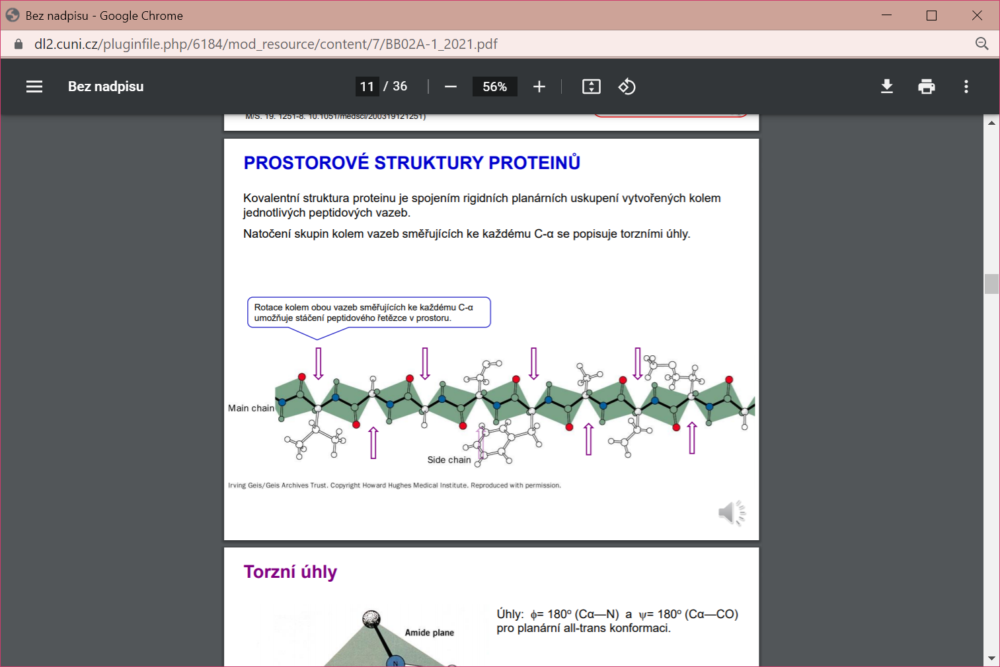 Bez nadpisu - Google Chrome
dl2.cuni.cz/pluginfile.php/6184/mod_resource/content/7/BB02A-1_2021.pdf
Bez nadpisu
11 / 36
56%
M/S. 19. 1251-8. 10.1051/medsci/200319121251)
PROSTOROVÉ STRUKTURY PROTEINŮ
Kovalentní struktura proteinu je spojením rigidních planárních uskupení vytvořených kolem
jednotlivých peptidových vazeb.
Natočení skupin kolem vazeb směřujících ke každému C-α se popisuje torzními úhly.
Rotace kolem obou vazeb směřujících ke každému C-α
umožňuje stáčení peptidového řetězce v prostoru.
Main chain
Side chain
Irving Geis/Geis Archives Trust. Copyright Howard Hughes Medical Institute. Reproduced with permission.
Torzní úhly
Úhly: ϕ= 180º (Cα—N) a ψ= 180º (Cα—CO)
pro planární all-trans konformaci.
Amide plane
N